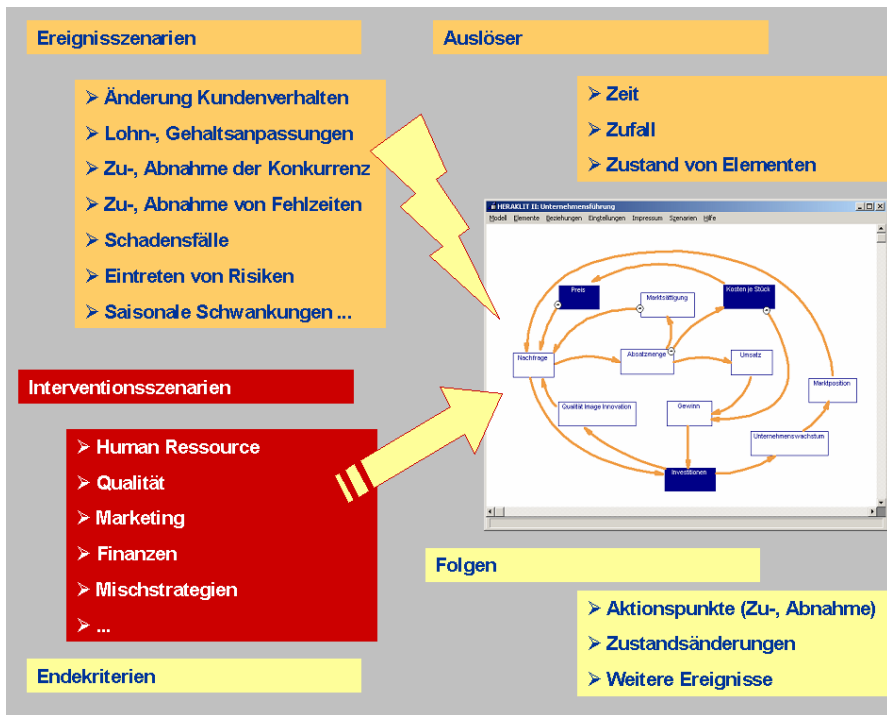 Ereignisszenarien
➢ Änderung Kundenverhalten
➢ Lohn-, Gehaltsanpassungen
➢ Zu-, Abnahme der Konkurrenz
➢ Zu-, Abnahme von Fehlzeiten
➢ Schadensfälle
➢ Eintreten von Risiken
➢ Saisonale Schwankungen ...
Interventionsszenarien
➢ Human Ressource
➢ Qualität
➢ Marketing
➢ Finanzen
➢ Mischstrategien
➢ ...
Endekriterien
Auslöser
➢ Zeit
➢ Zufall
➢ Zustand von Elementen
HERAKLIT II: Unternehmensführung
Modell Elemente Beziehungen Einstellungen Impressum Szenarien Hilfe
Preis
Marktsättigung
Kosten je Stück
Nachfrage
Absatzmenge
Umsatz
Marktposition
Qualität Image Innovation
Gewinn
Unternehmenswachstum
Investitionen
Folgen
➢ Aktionspunkte (Zu-, Abnahme)
➢ Zustandsänderungen
➢ Weitere Ereignisse